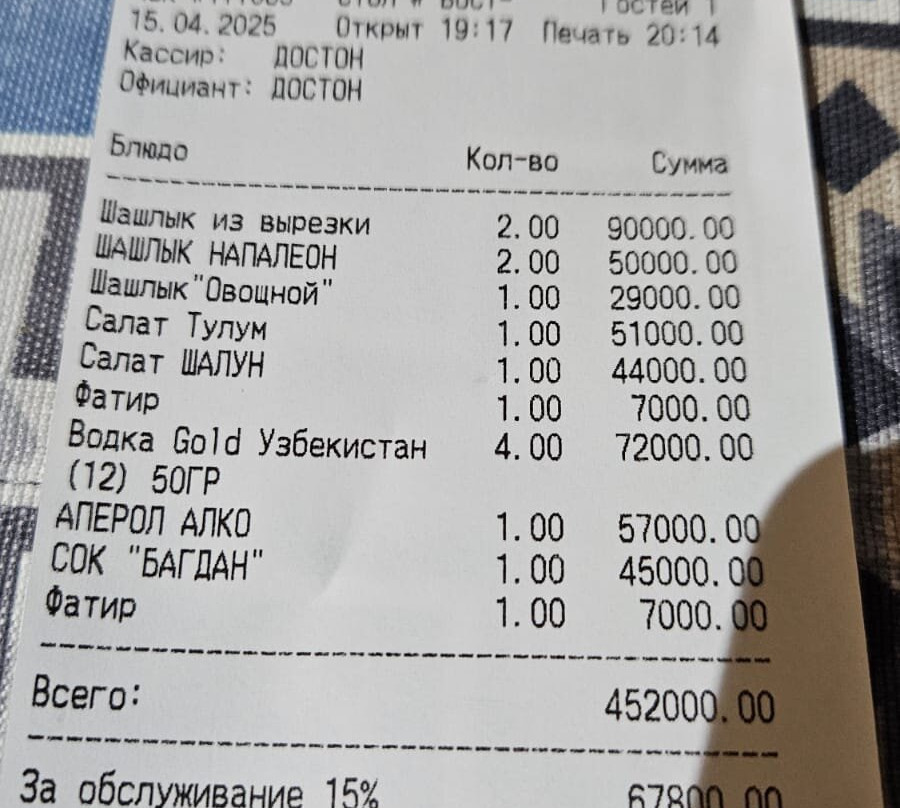 15.04.2025 Открыт 19:17 Печать 20:14
Кассир: ДОСТОН
Официант: ДОСТОН
Блюдо Кол-во Сумма
Шашлык из вырезки 2.00 90000.00
ШАШЛЫК НАПАЛЕОН 2.00 50000.00
Шашлык"Овощной" 1.00 29000.00
Салат Тулум 1.00 51000.00
Салат ШАЛУН 1.00 44000.00
Фатир 1.00 7000.00
Водка Gold Узбекистан 4.00 72000.00
(12) 50ГР
АПЕРОЛ АЛКО 1.00 57000.00
СОК "БАГДАН" 1.00 45000.00
Фатир 1.00 7000.00
Всего: 452000.00
За обслуживание 15% 67800.00